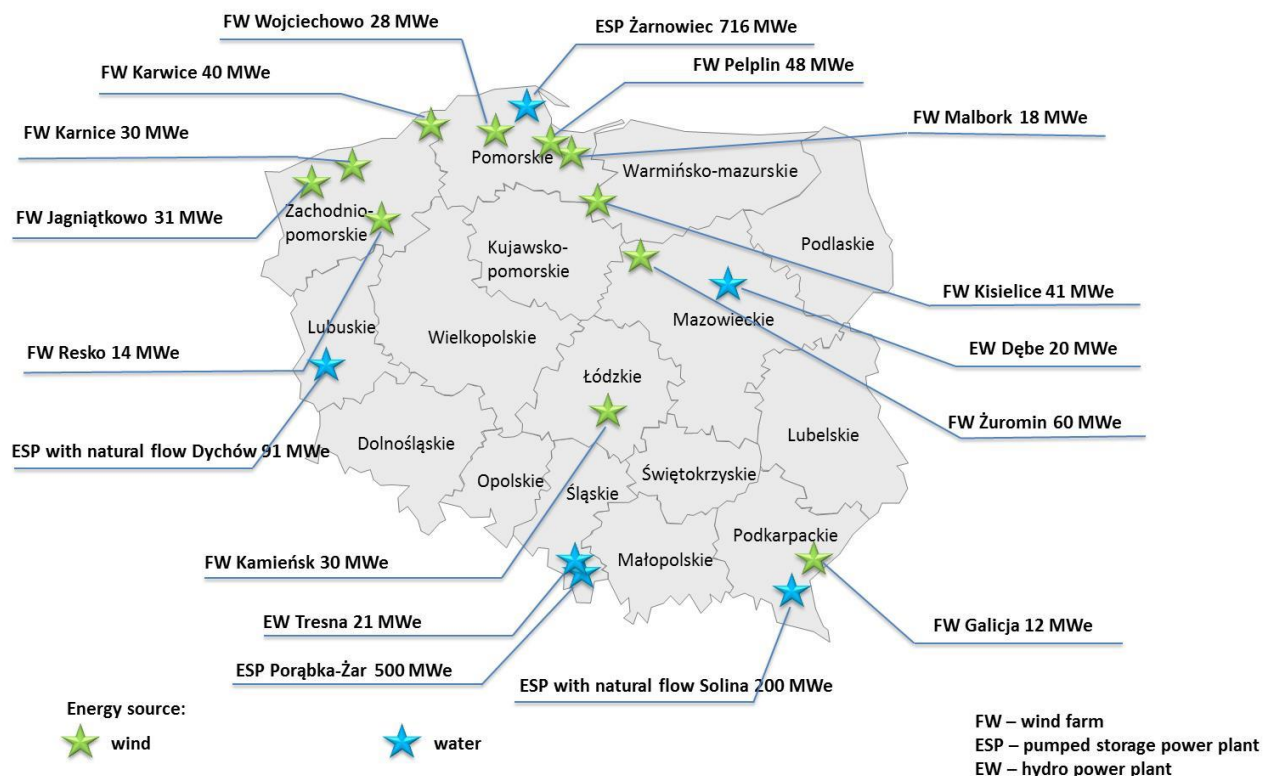 FW Wojciechowo 28 MWe
ESP Żarnowiec 716 MWe
FW Karwice 40 MWe
FW Pelplin 48 MWe
FW Karnice 30 MWe
FW Malbork 18 MWe
Pomorskie
Warmińsko-mazurskie
FW Jagniątkowo 31 MWe
Zachodnio-
pomorskie
Kujawsko-
pomorskie
Podlaskie
FW Kisielice 41 MWe
Mazowieckie
Lubuskie
Wielkopolskie
FW Resko 14 MWe
EW Dębe 20 MWe
Łódzkie
FW Żuromin 60 MWe
ESP with natural flow Dychów 91 MWe
Dolnośląskie
Lubelskie
Opolskie
Śląskie
Świętokrzyskie
Podkarpackie
FW Kamieńsk 30 MWe
Małopolskie
EW Tresna 21 MWe
FW Galicja 12 MWe
ESP Porąbka-Żar 500 MWe
ESP with natural flow Solina 200 MWe
Energy source:
wind
water
FW – wind farm
ESP – pumped storage power plant
EW – hydro power plant